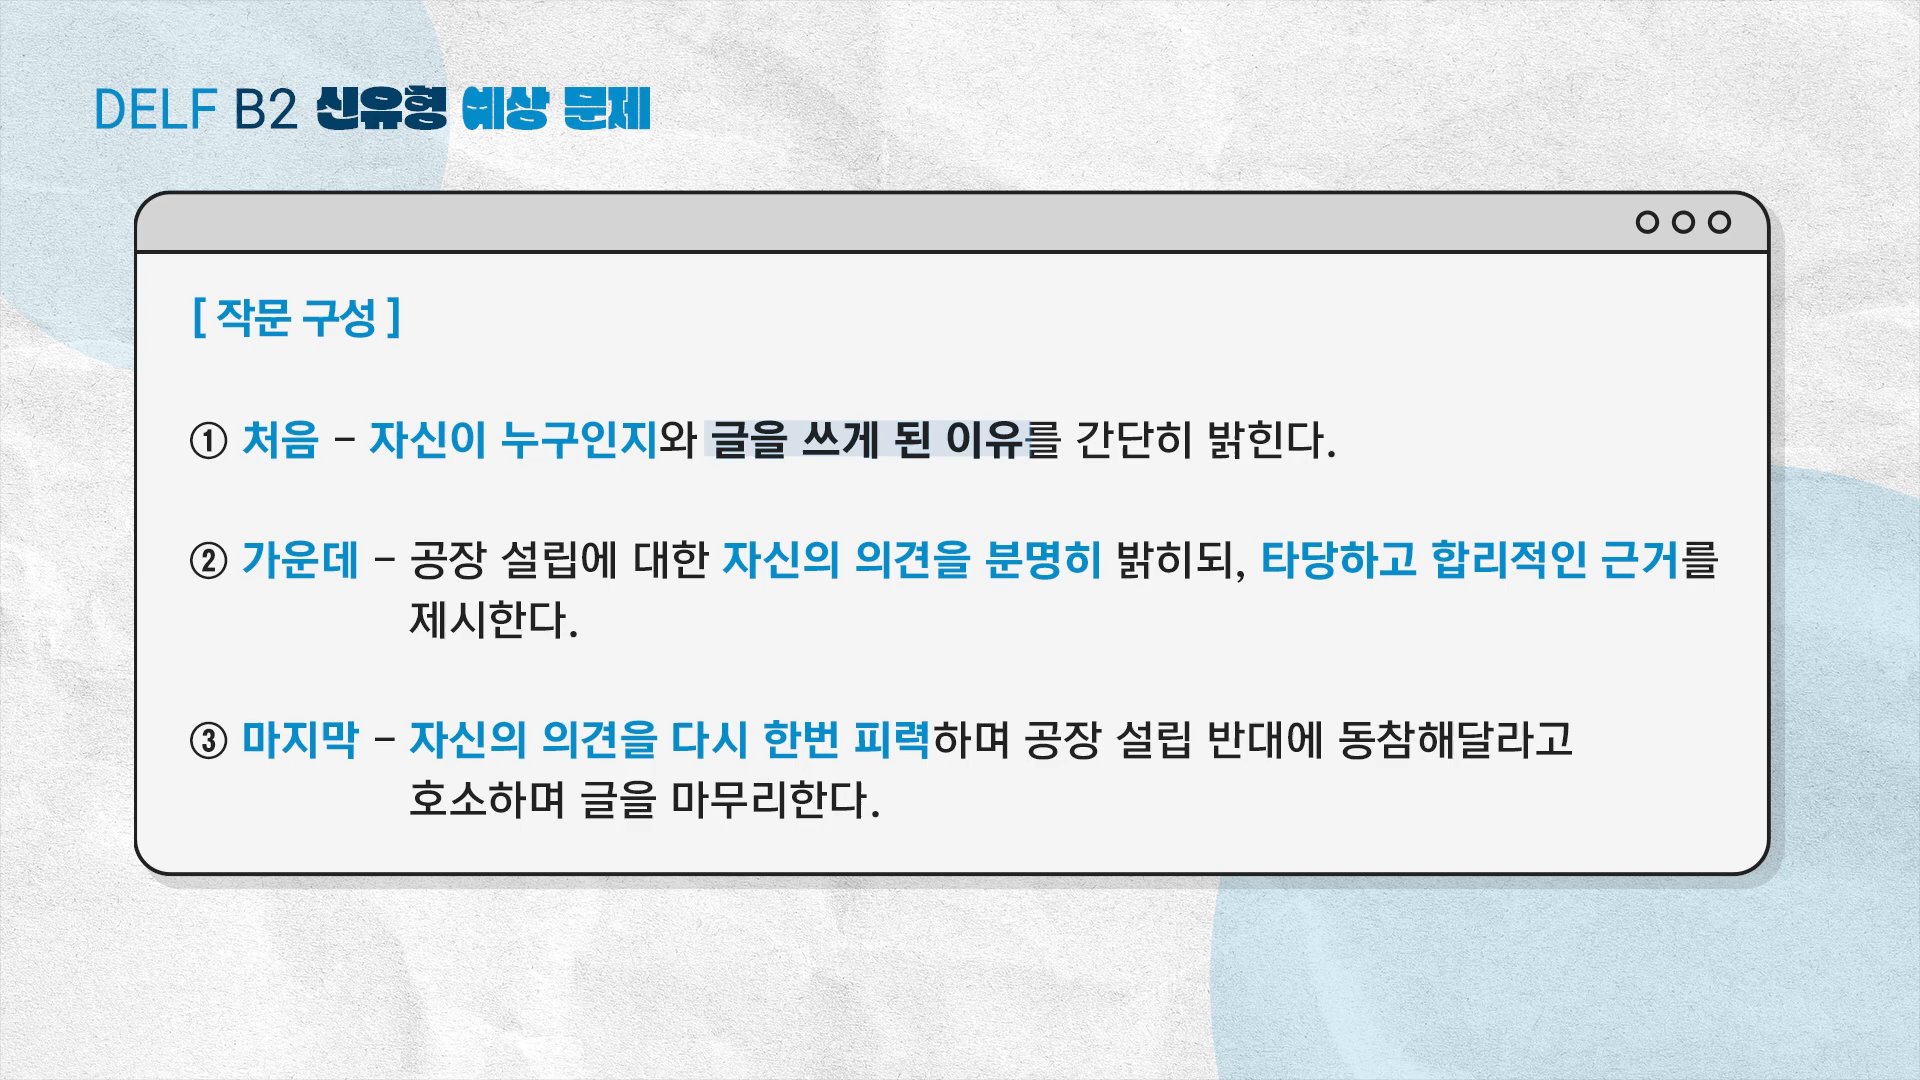 DELF B2 신유형 예상 문제
[ 작문 구성 ]
① 처음 – 자신이 누구인지와 글을 쓰게 된 이유를 간단히 밝힌다.
② 가운데 – 공장 설립에 대한 자신의 의견을 분명히 밝히되, 타당하고 합리적인 근거를
제시한다.
③ 마지막 – 자신의 의견을 다시 한번 피력하며 공장 설립 반대에 동참해달라고
호소하며 글을 마무리한다.